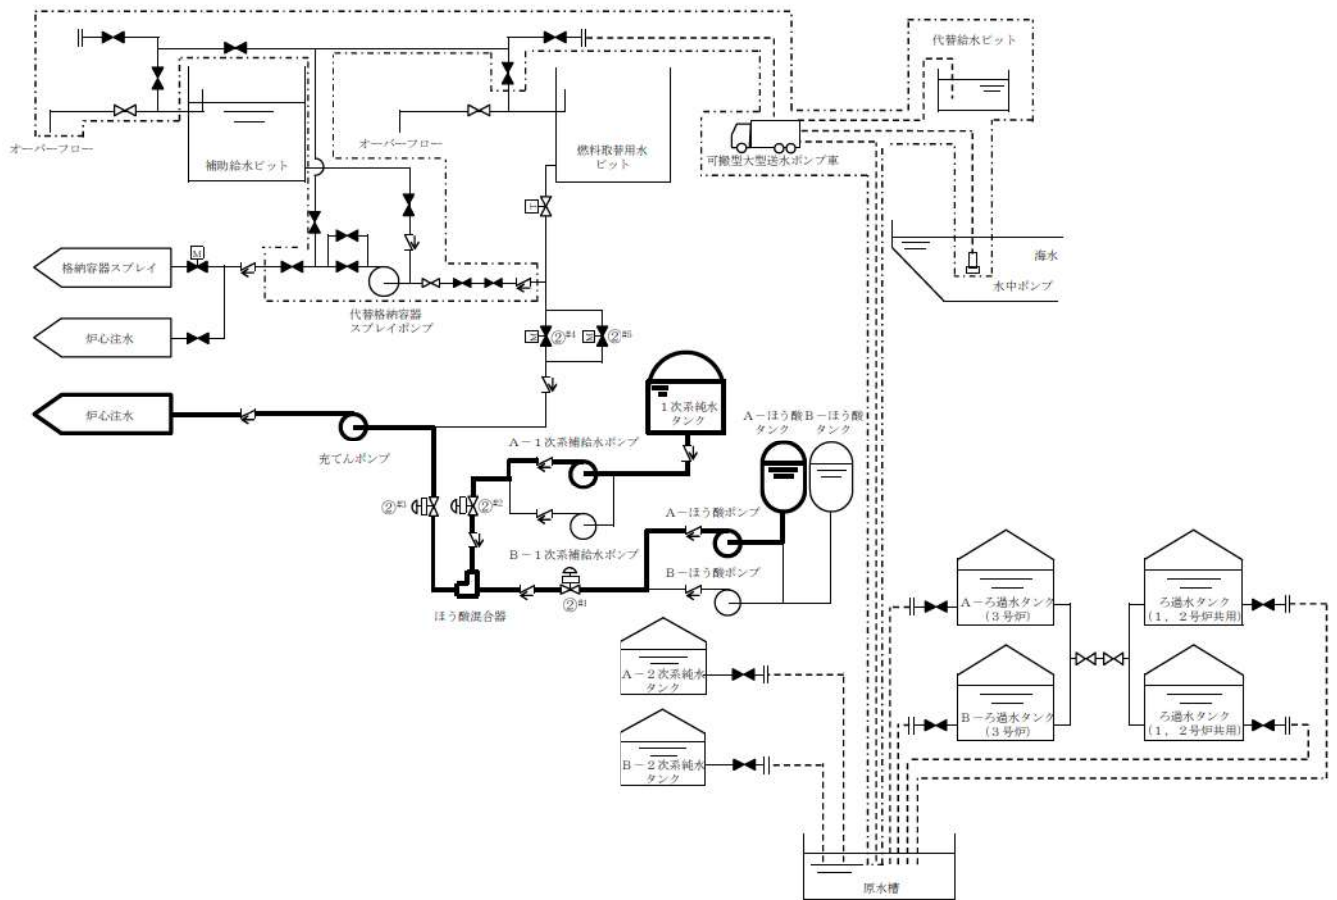 代替給水ピット
オーバーフロー
補助給水ピット
オーバーフロー
燃料取替用水
ピット
可搬型大型送水ポンプ車
海水
水中ポンプ
T
M
格納容器スプレイ
代替格納容器
スプレイポンプ
炉心注水
M
②#4
M
②#5
炉心注水
1次系純水
タンク
A-ほう酸
タンク
B-ほう酸
タンク
充てんポンプ
A-1次系補給水ポンプ
②#3
②#2
A-ほう酸ポンプ
B-1次系補給水ポンプ
B-ほう酸ポンプ
②#1
ほう酸混合器
A-ろ過水タンク
(3号炉)
ろ過水タンク
(1,2号炉共用)
A-2次系純水
タンク
B-ろ過水タンク
(3号炉)
ろ過水タンク
(1,2号炉共用)
B-2次系純水
タンク
原水槽